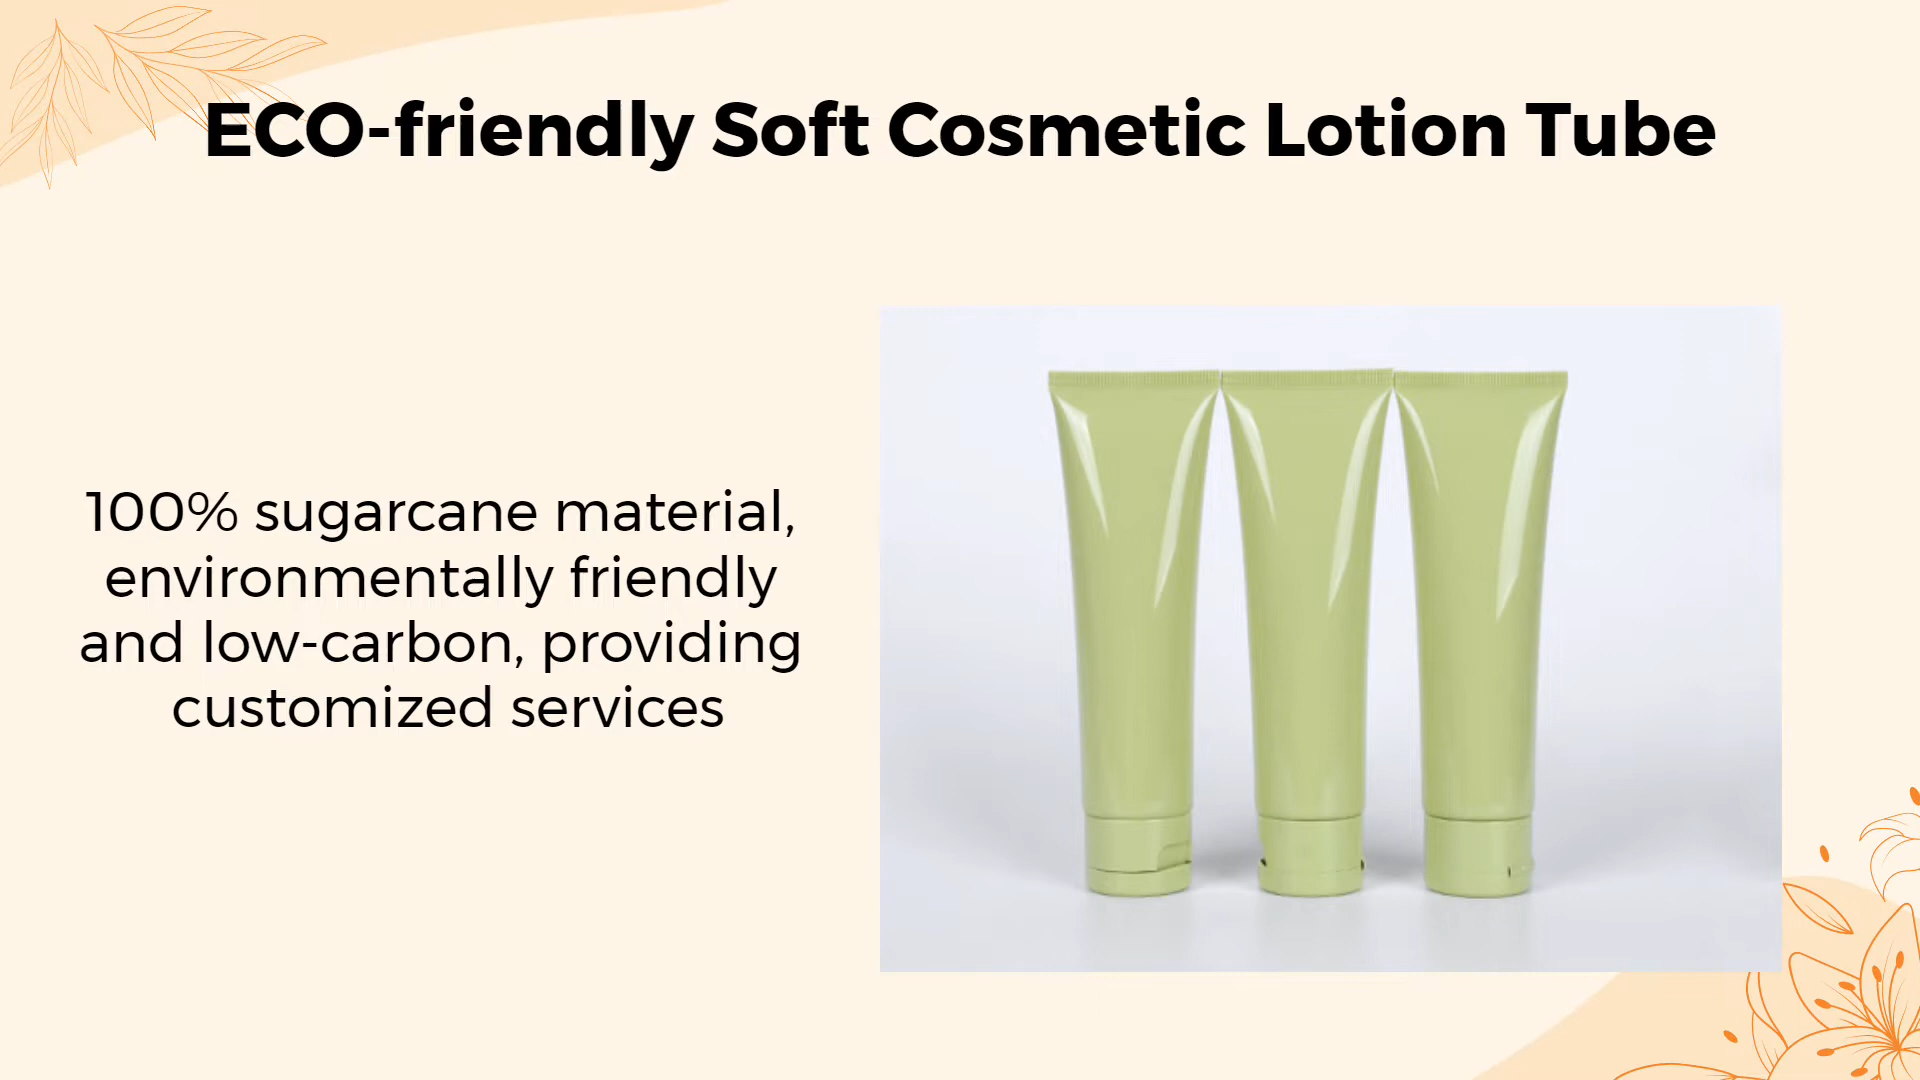 ECO-friendly Soft Cosmetic Lotion Tube
100% sugarcane material,
environmentally friendly
and low-carbon, providing
customized services